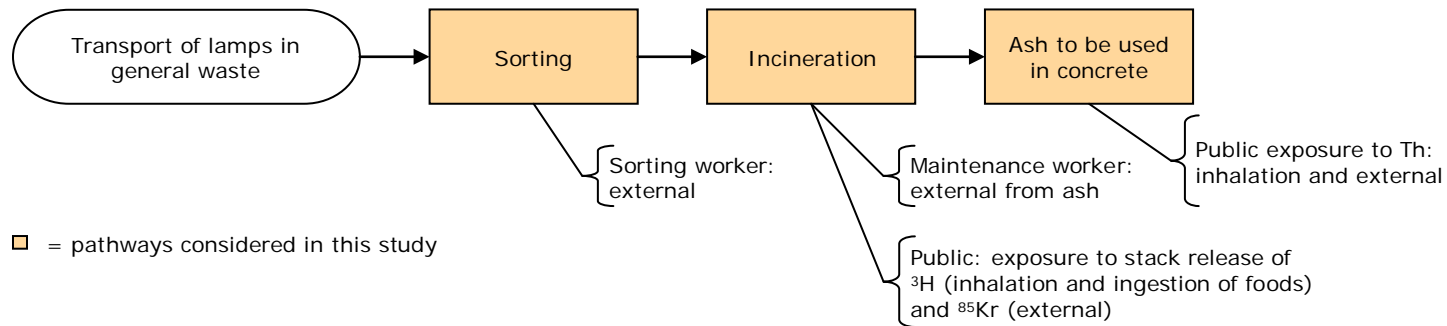 Transport of lamps in
general waste
Sorting
Incineration
Ash to be used
in concrete
Sorting worker:
external
Maintenance worker:
external from ash
Public exposure to Th:
inhalation and external
= pathways considered in this study
Public: exposure to stack release of
³H (inhalation and ingestion of foods)
and ⁸⁵Kr (external)